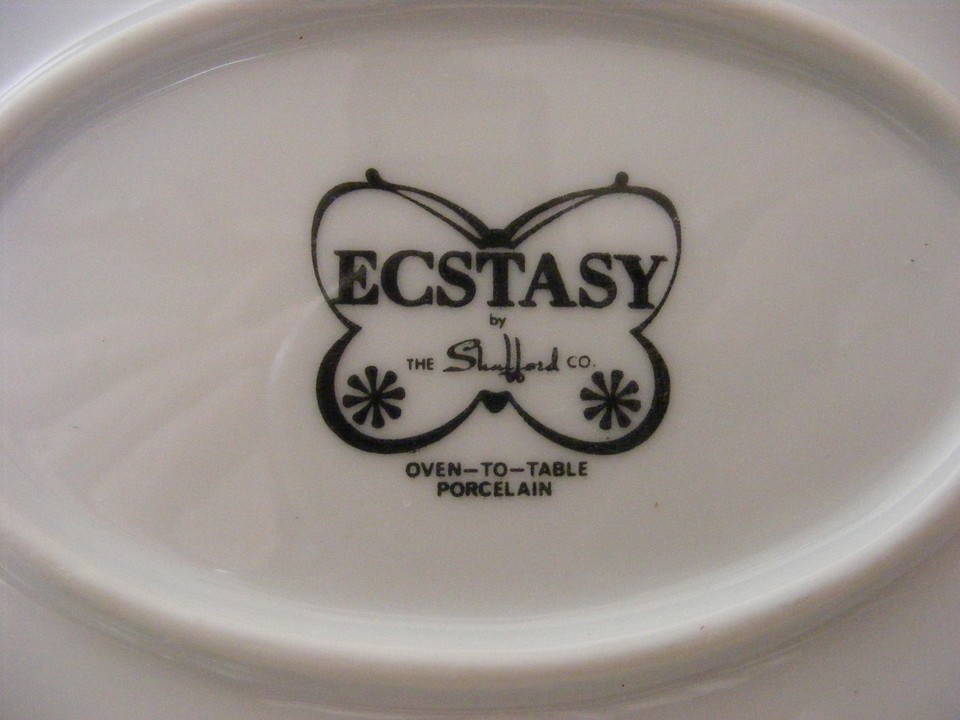 ECSTASY
by
THE Shafford CO.
OVEN-TO-TABLE
PORCELAIN